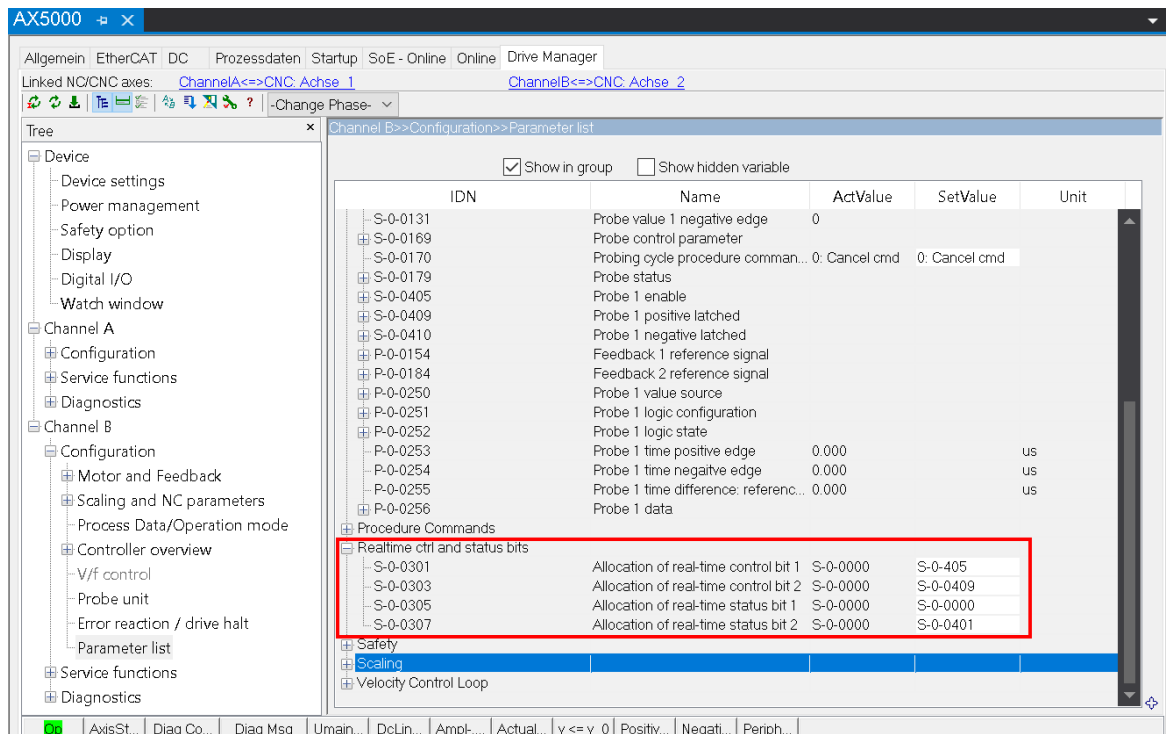 AX5000
Allgemein EtherCAT DC Prozessdaten Startup SoE - Online Online Drive Manager
Linked NC/CNC axes: ChannelA<=>CNC: Achse_1 ChannelB<=>CNC: Achse_2
-Change Phase-
Tree
Channel B>>Configuration>>Parameter list
Device
Device settings
Power management
Safety option
Display
Digital I/O
Watch window
Channel A
Configuration
Service functions
Diagnostics
Channel B
Configuration
Motor and Feedback
Scaling and NC parameters
Process Data/Operation mode
Controller overview
V/f control
Probe unit
Error reaction / drive halt
Parameter list
Service functions
Diagnostics
Show in group Show hidden variable
IDN Name ActValue SetValue Unit
S-0-0131 Probe value 1 negative edge 0
S-0-0169 Probe control parameter
S-0-0170 Probing cycle procedure comman... 0: Cancel cmd 0: Cancel cmd
S-0-0179 Probe status
S-0-0405 Probe 1 enable
S-0-0409 Probe 1 positive latched
S-0-0410 Probe 1 negative latched
P-0-0154 Feedback 1 reference signal
P-0-0184 Feedback 2 reference signal
P-0-0250 Probe 1 value source
P-0-0251 Probe 1 logic configuration
P-0-0252 Probe 1 logic state
P-0-0253 Probe 1 time positive edge 0.000 us
P-0-0254 Probe 1 time negaitve edge 0.000 us
P-0-0255 Probe 1 time difference: referenc... 0.000 us
P-0-0256 Probe 1 data
Procedure Commands
Realtime ctrl and status bits
S-0-0301 Allocation of real-time control bit 1 S-0-0000 S-0-405
S-0-0303 Allocation of real-time control bit 2 S-0-0000 S-0-0409
S-0-0305 Allocation of real-time status bit 1 S-0-0000 S-0-0000
S-0-0307 Allocation of real-time status bit 2 S-0-0000 S-0-0401
Safety
Scaling
Velocity Control Loop
Op AxisSt... Diag Co... Diag Msg Umain... DcLin... Ampl-... Actual... v <= v_0 Positiv... Negati... Periph...